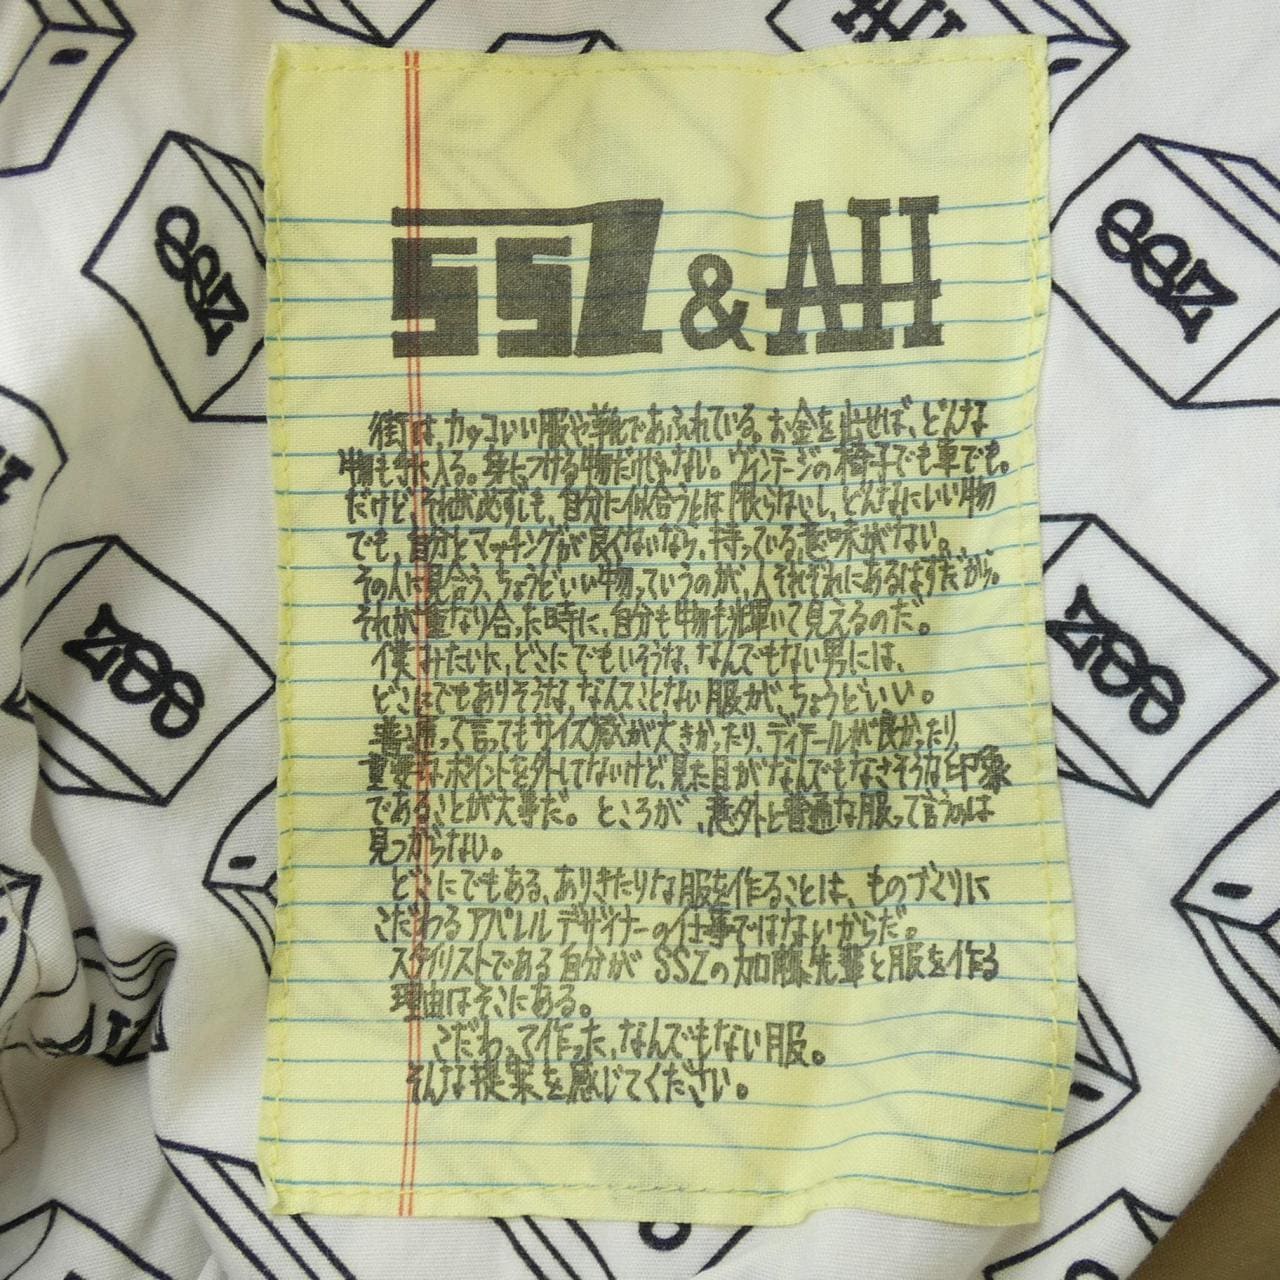 SSZ & AH
街は、カッコいい服や靴であふれている。お金を出せば、どんな
物も手に入る。身につける物だけじゃない。ヴィンテージの椅子でも車でも。
だけど、それが必ずしも、自分に似合うとは限らないし、どんなにいい物
でも、自分とマッチングが良くないなら、持っている意味がない。
その人に見合う、ちょうどいい物っていうのが、人それぞれにあるはずだから。
それが重なり合った時に、自分も物も輝いて見えるのだ。
僕みたいに、どこにでもいそうな、なんでもない男には、
どこにでもありそうな、なんてことない服が、ちょうどいい。
普通って言ってもサイズ感が大きかったり、ディテールが良かったり、
重要なポイントを外してないけど、見た目がなんでもなさそうな印象
であることが大事だ。ところが、意外と普通な服って言うのは
見つからない。
どこにでもある、ありきたりな服を作ることは、ものづくりに
こだわるアパレルデザイナーの仕事ではないからだ。
スタイリストである自分が SSZの加藤先輩と服を作る
理由はそこにある。
こだわって作った、なんでもない服。
そんな提案を感じてください。
SSZ
SSZ
SSZ
SSZ
AH